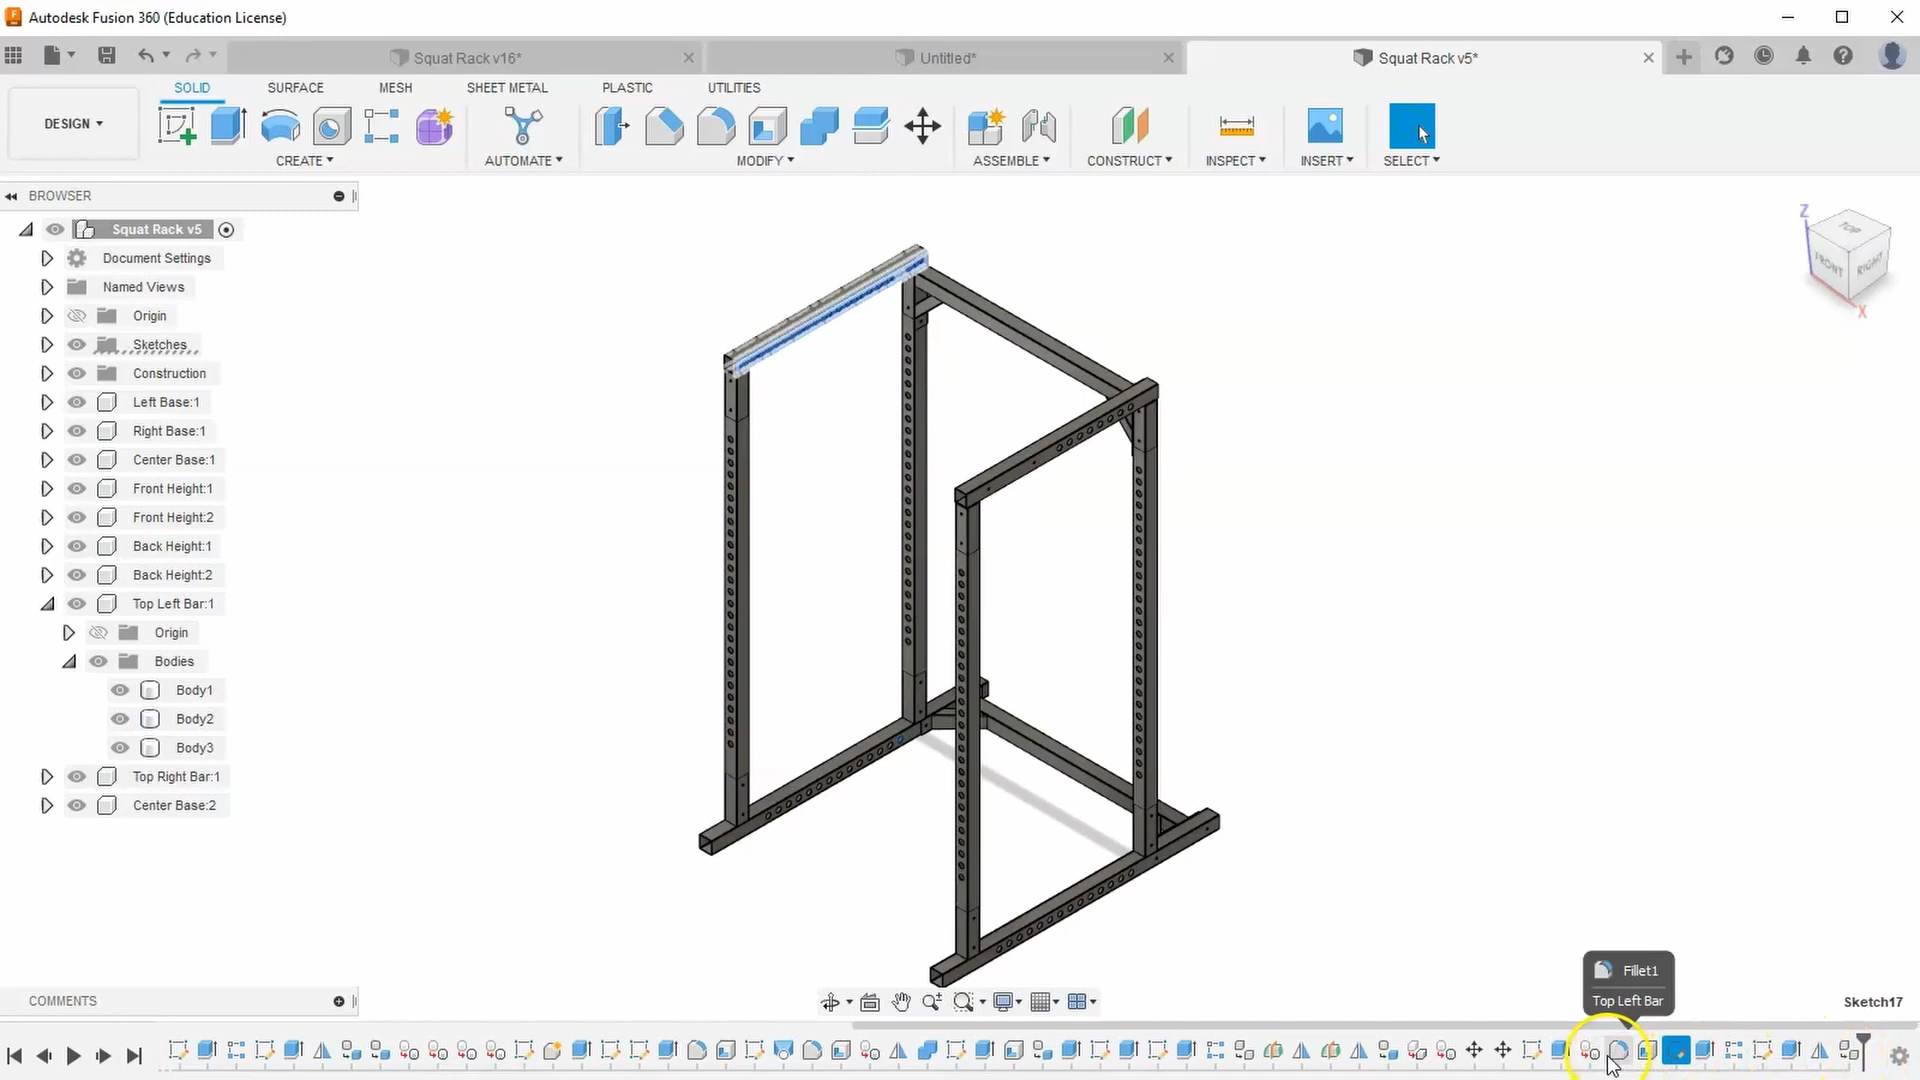 Autodesk Fusion 360 (Education License)
Squat Rack v16*
Untitled*
Squat Rack v5*
DESIGN
SOLID
SURFACE
MESH
SHEET METAL
PLASTIC
UTILITIES
CREATE
AUTOMATE
MODIFY
ASSEMBLE
CONSTRUCT
INSPECT
INSERT
SELECT
BROWSER
Squat Rack v5
Document Settings
Named Views
Origin
Sketches
Construction
Left Base:1
Right Base:1
Center Base:1
Front Height:1
Front Height:2
Back Height:1
Back Height:2
Top Left Bar:1
Origin
Bodies
Body1
Body2
Body3
Top Right Bar:1
Center Base:2
Z
TOP
FRONT
RIGHT
X
COMMENTS
Fillet1
Top Left Bar
Sketch17